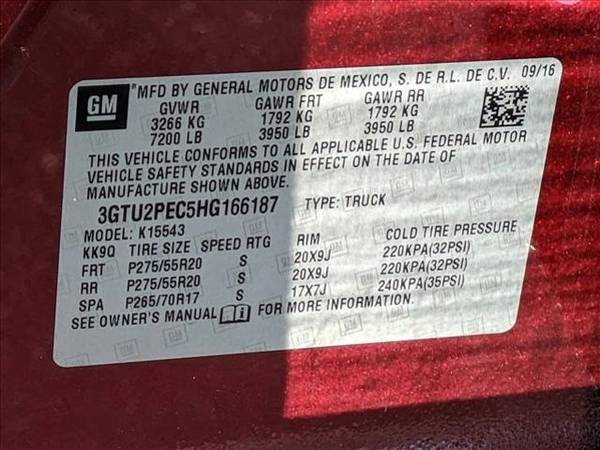 GM
*MFD BY GENERAL MOTORS DE MEXICO, S. DE R.L. DE C.V. 09/16
GVWR GAWR FRT GAWR RR
3266 KG 1792 KG 1792 KG
7200 LB 3950 LB 3950 LB
THIS VEHICLE CONFORMS TO ALL APPLICABLE U.S. FEDERAL MOTOR
VEHICLE SAFETY STANDARDS IN EFFECT ON THE DATE OF
MANUFACTURE SHOWN ABOVE.
3GTU2PEC5HG166187 TYPE: TRUCK
MODEL: K15543
KK9Q TIRE SIZE SPEED RTG RIM COLD TIRE PRESSURE
FRT P275/55R20 S 20X9J 220KPA(32PSI)
RR P275/55R20 S 20X9J 220KPA(32PSI)
SPA P265/70R17 S 17X7J 240KPA(35PSI)
SEE OWNER'S MANUAL FOR MORE INFORMATION.